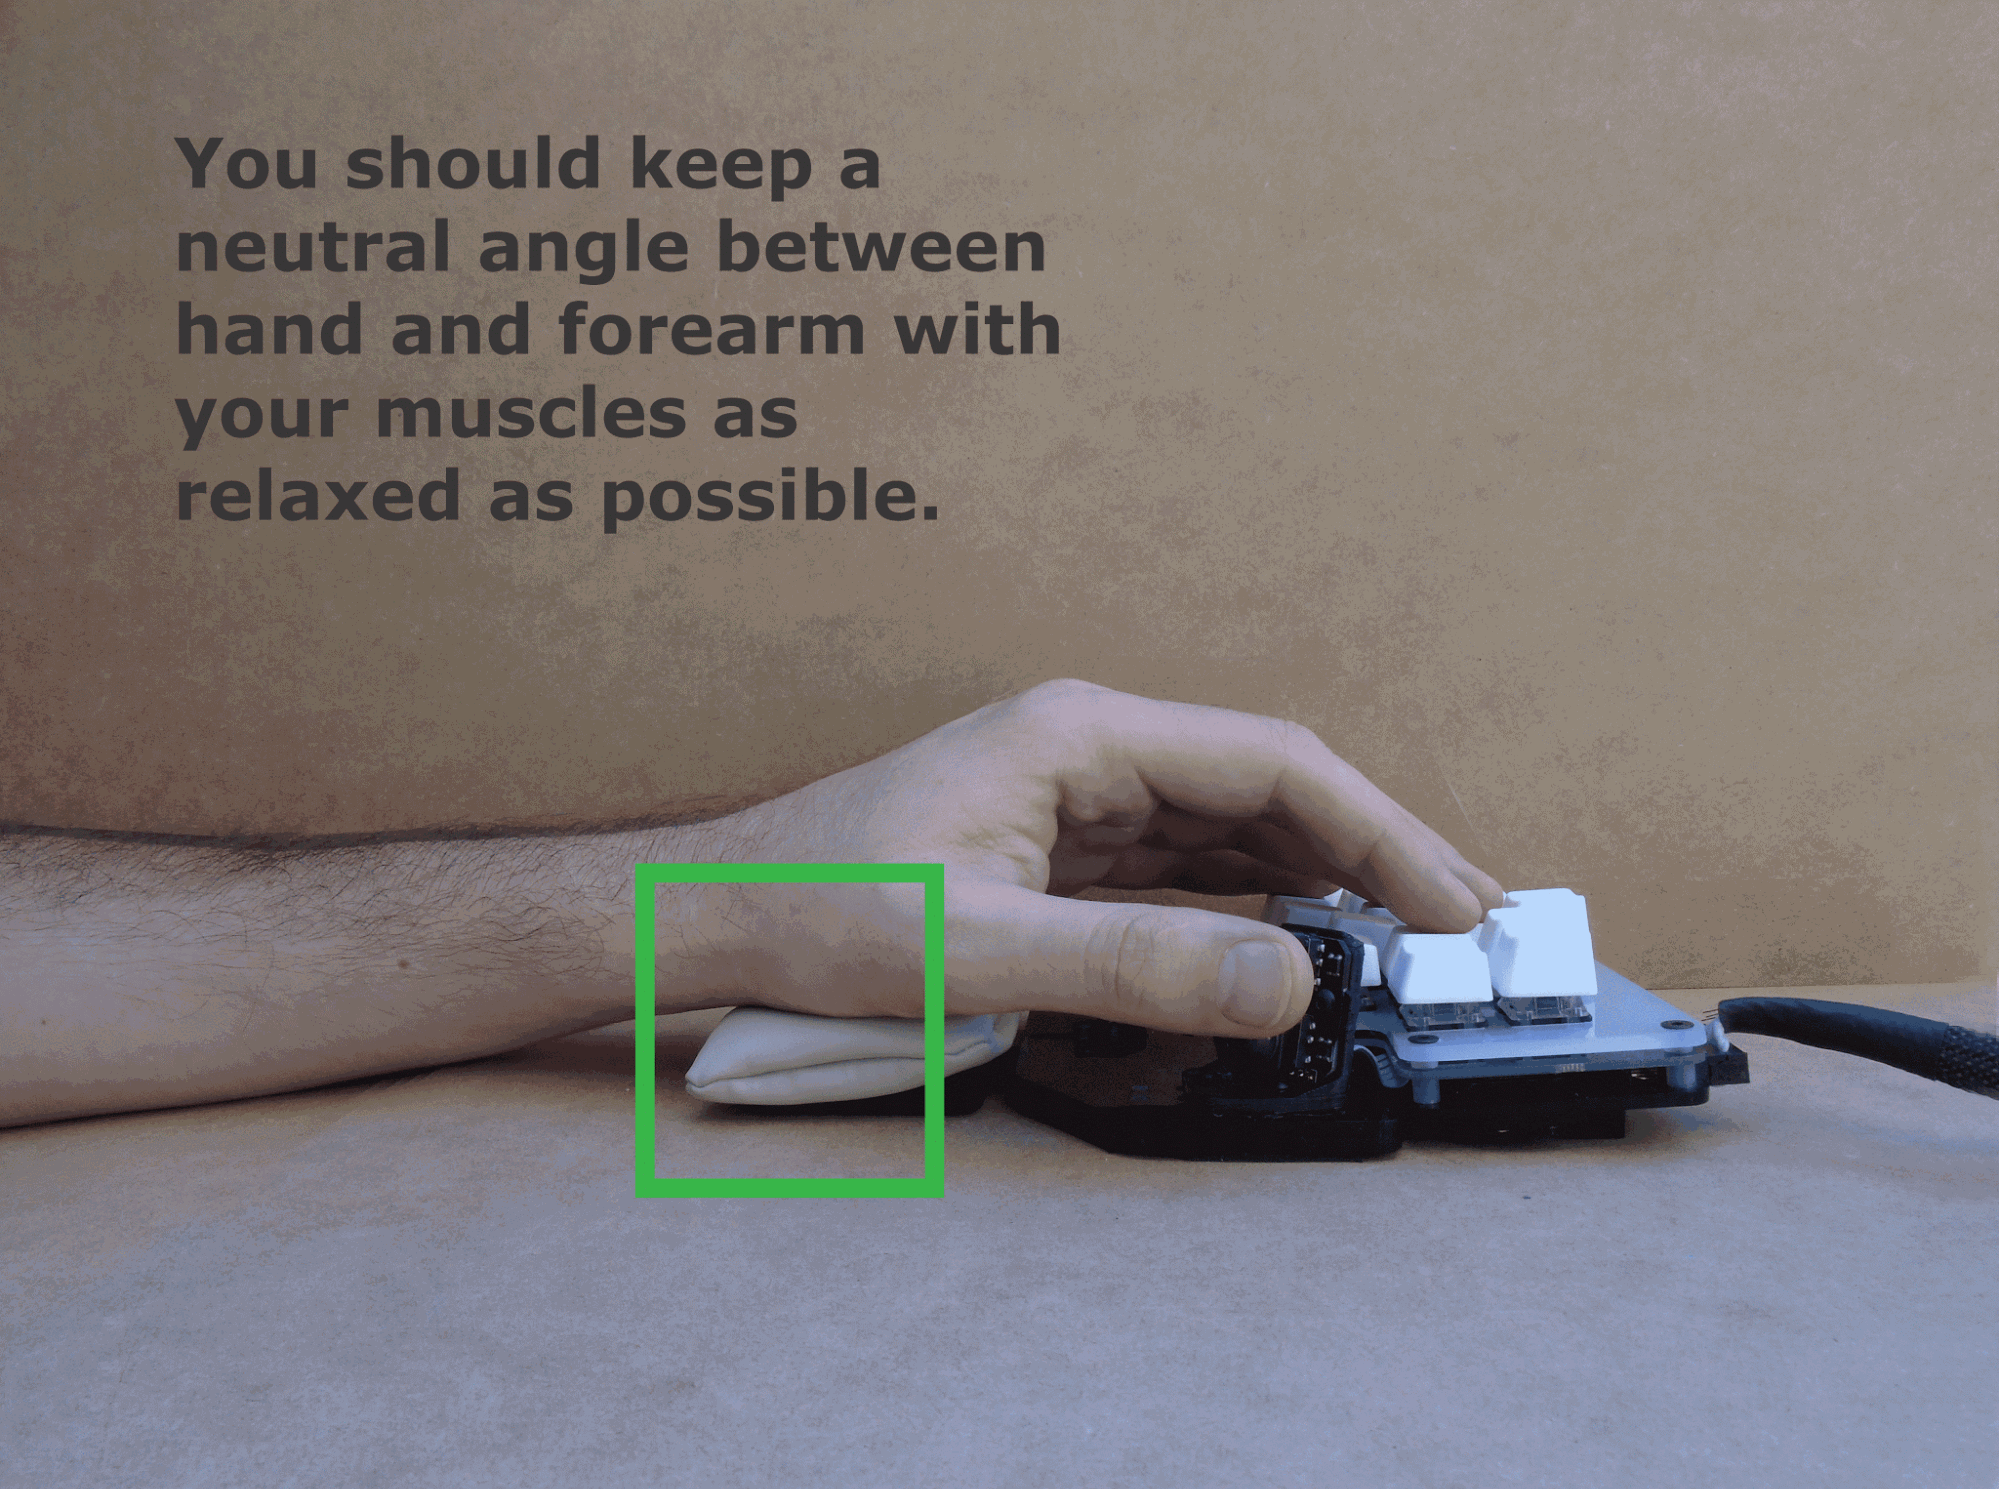 You should keep a
neutral angle between
hand and forearm with
your muscles as
relaxed as possible.